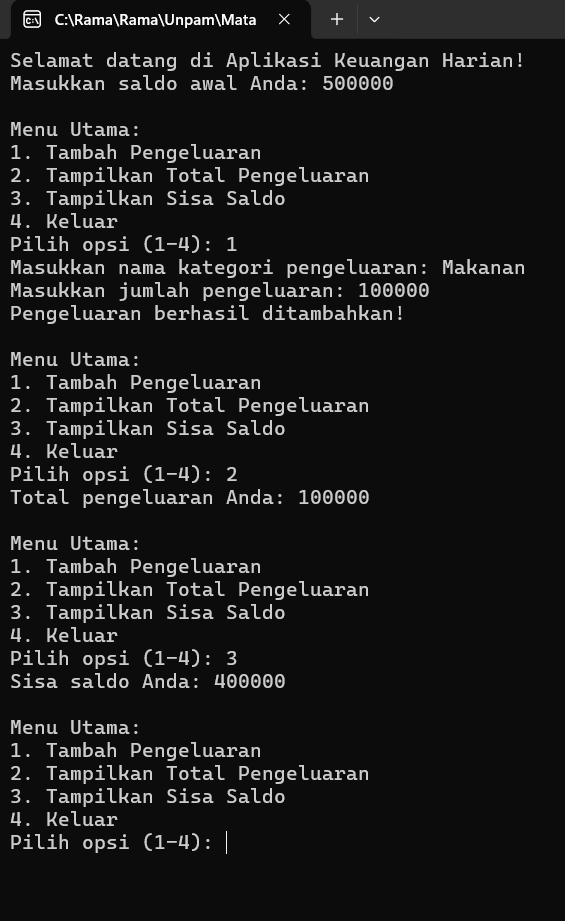 C:\Rama\Rama\Unpam\Mata
Selamat datang di Aplikasi Keuangan Harian!
Masukkan saldo awal Anda: 500000
Menu Utama:
1. Tambah Pengeluaran
2. Tampilkan Total Pengeluaran
3. Tampilkan Sisa Saldo
4. Keluar
Pilih opsi (1-4): 1
Masukkan nama kategori pengeluaran: Makanan
Masukkan jumlah pengeluaran: 100000
Pengeluaran berhasil ditambahkan!
Menu Utama:
1. Tambah Pengeluaran
2. Tampilkan Total Pengeluaran
3. Tampilkan Sisa Saldo
4. Keluar
Pilih opsi (1-4): 2
Total pengeluaran Anda: 100000
Menu Utama:
1. Tambah Pengeluaran
2. Tampilkan Total Pengeluaran
3. Tampilkan Sisa Saldo
4. Keluar
Pilih opsi (1-4): 3
Sisa saldo Anda: 400000
Menu Utama:
1. Tambah Pengeluaran
2. Tampilkan Total Pengeluaran
3. Tampilkan Sisa Saldo
4. Keluar
Pilih opsi (1-4):